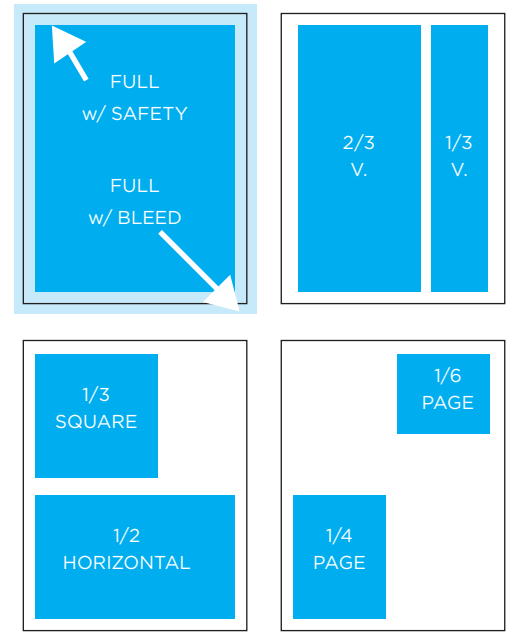 FULL
w/ SAFETY
FULL
w/ BLEED
2/3
V.
1/3
V.
1/3
SQUARE
1/2
HORIZONTAL
1/6
PAGE
1/4
PAGE